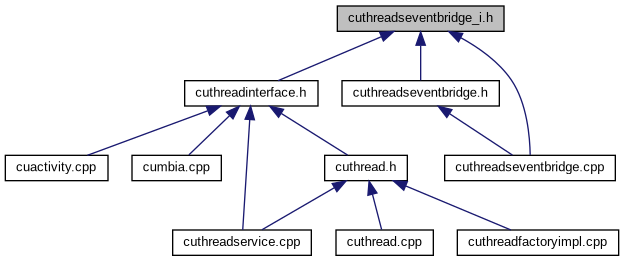 cuthreadseventbridge_i.h
cuthreadinterface.h
cuthreadseventbridge.h
cuactivity.cpp
cumbia.cpp
cuthread.h
cuthreadseventbridge.cpp
cuthreadservice.cpp
cuthread.cpp
cuthreadfactoryimpl.cpp